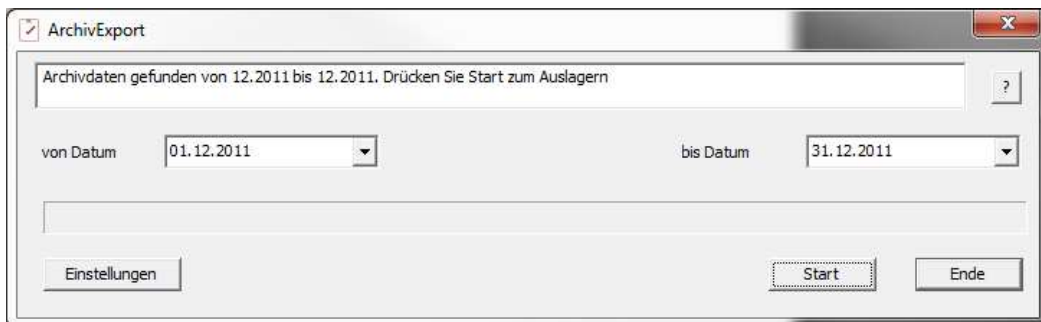 ArchivExport
Archivdaten gefunden von 12.2011 bis 12.2011. Drücken Sie Start zum Auslagern
?
von Datum 01.12.2011 bis Datum 31.12.2011
Einstellungen Start Ende